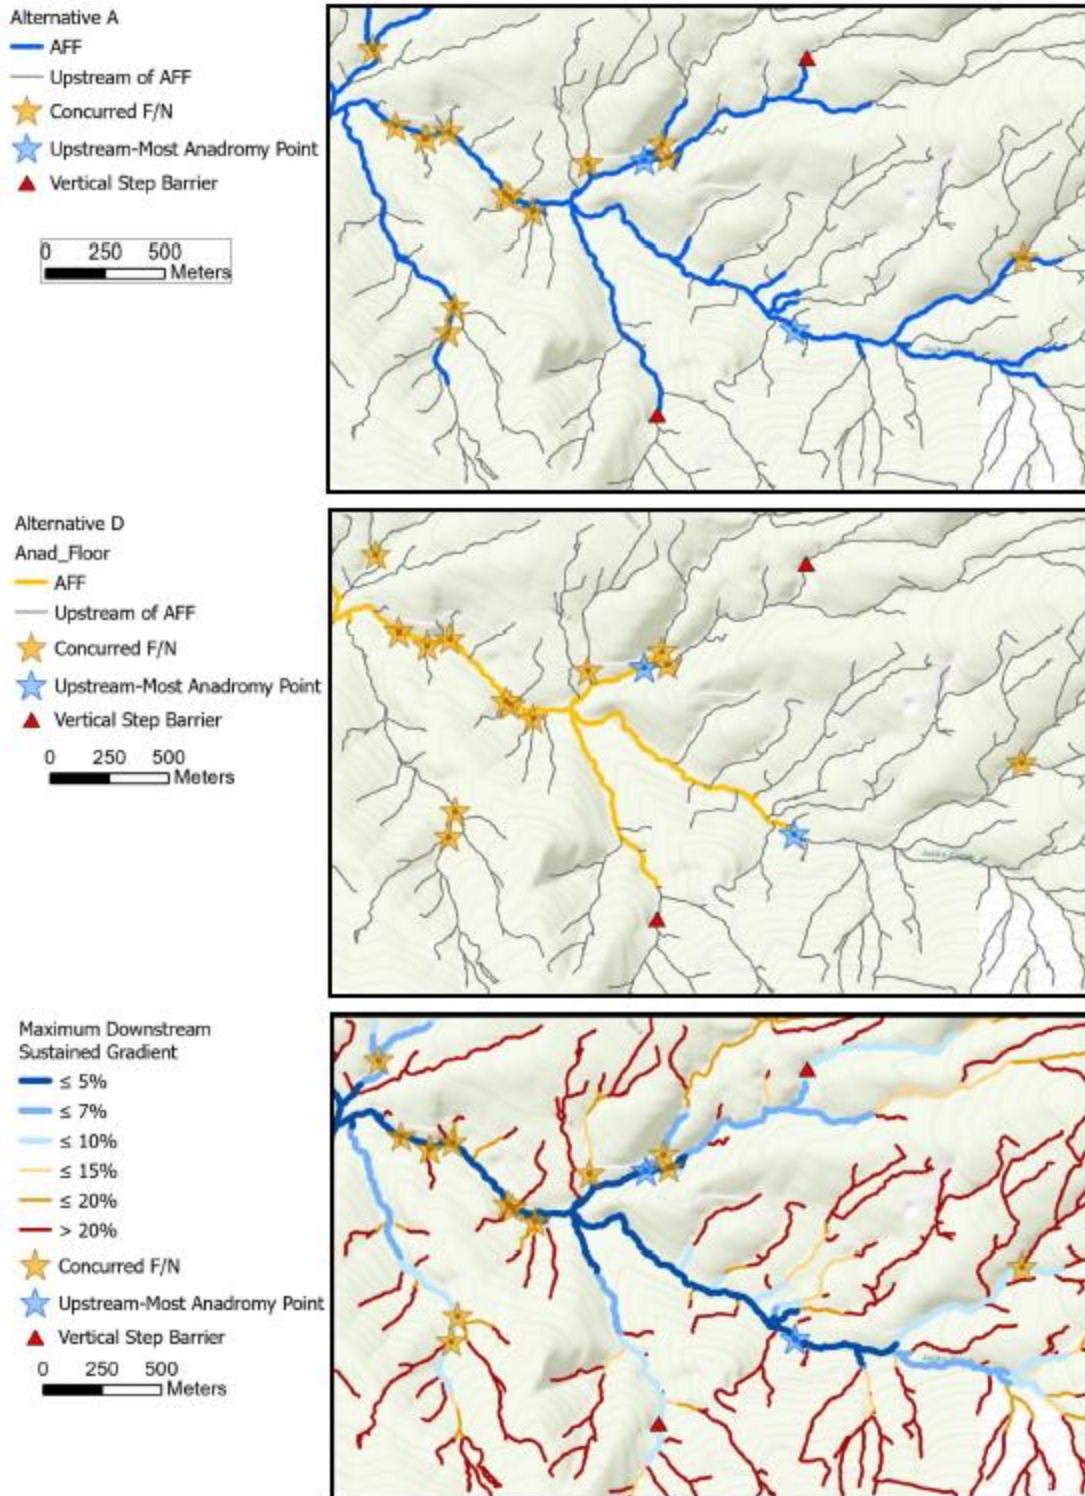 Alternative A
AFF
Upstream of AFF
Concurred F/N
Upstream-Most Anadromy Point
Vertical Step Barrier
0 250 500
Meters
Alternative D
Anad_Floor
AFF
Upstream of AFF
Concurred F/N
Upstream-Most Anadromy Point
Vertical Step Barrier
0 250 500
Meters
Maximum Downstream
Sustained Gradient
≤ 5%
≤ 7%
≤ 10%
≤ 15%
≤ 20%
> 20%
Concurred F/N
Upstream-Most Anadromy Point
Vertical Step Barrier
0 250 500
Meters